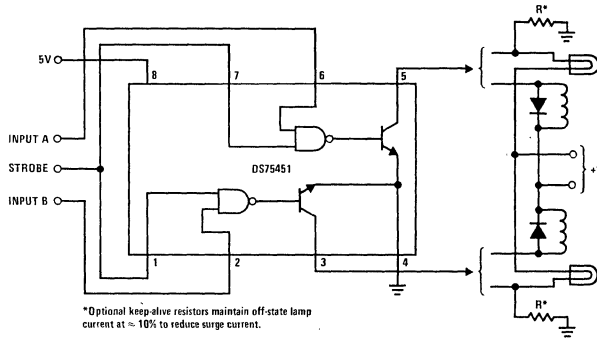 R*
5V
8
7
6
5
INPUT A
STROBE
INPUT B
DS75451
+
1
2
3
4
R*
*Optional keep-alive resistors maintain off-state lamp
current at ≈ 10% to reduce surge current.